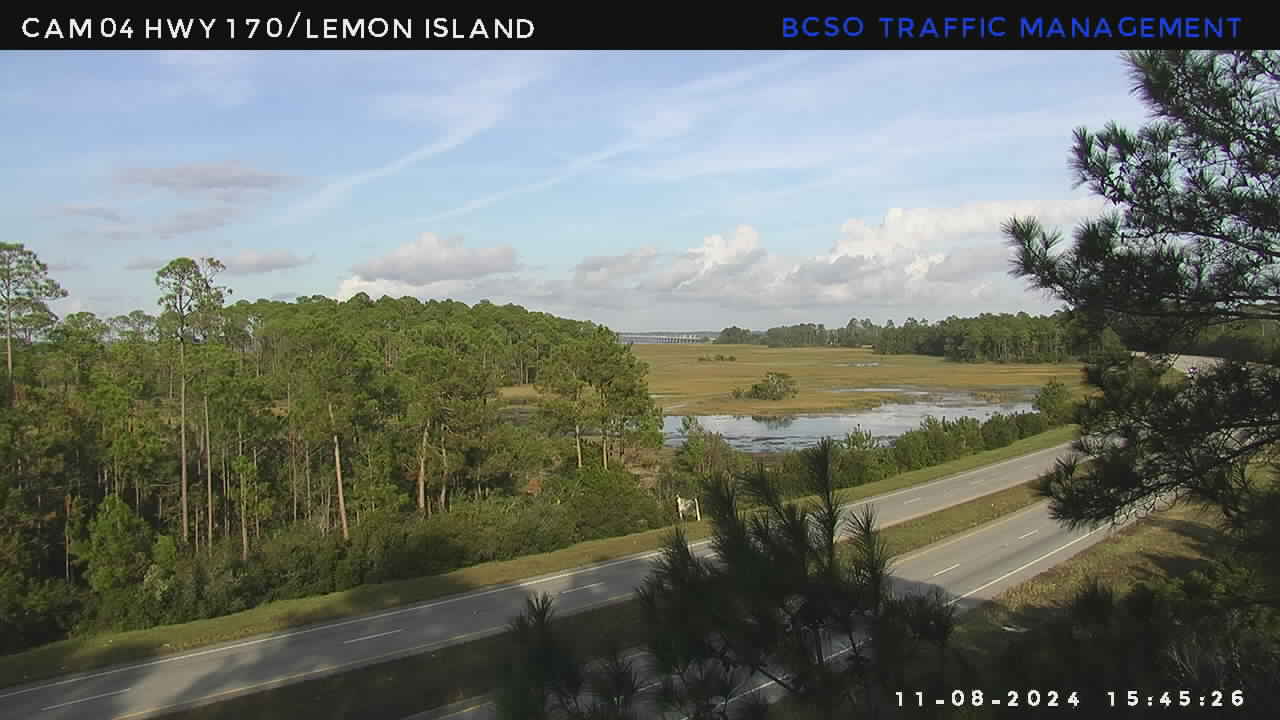 CAM04 HWY 170/LEMON ISLAND
BCSO TRAFFIC MANAGEMENT
11-08-2024 15:45:26